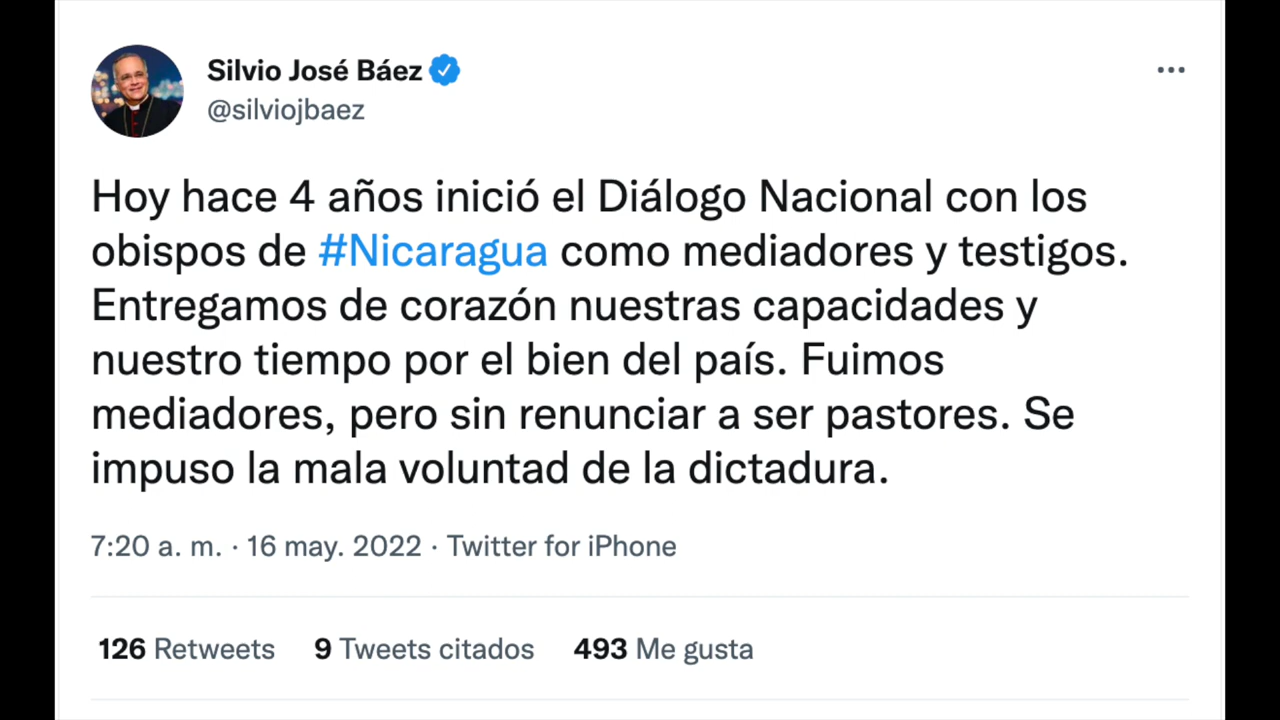 Silvio José Báez
@silviojbaez
Hoy hace 4 años inició el Diálogo Nacional con los
obispos de #Nicaragua como mediadores y testigos.
Entregamos de corazón nuestras capacidades y
nuestro tiempo por el bien del país. Fuimos
mediadores, pero sin renunciar a ser pastores. Se
impuso la mala voluntad de la dictadura.
7:20 a. m. · 16 may. 2022 · Twitter for iPhone
126 Retweets 9 Tweets citados 493 Me gusta